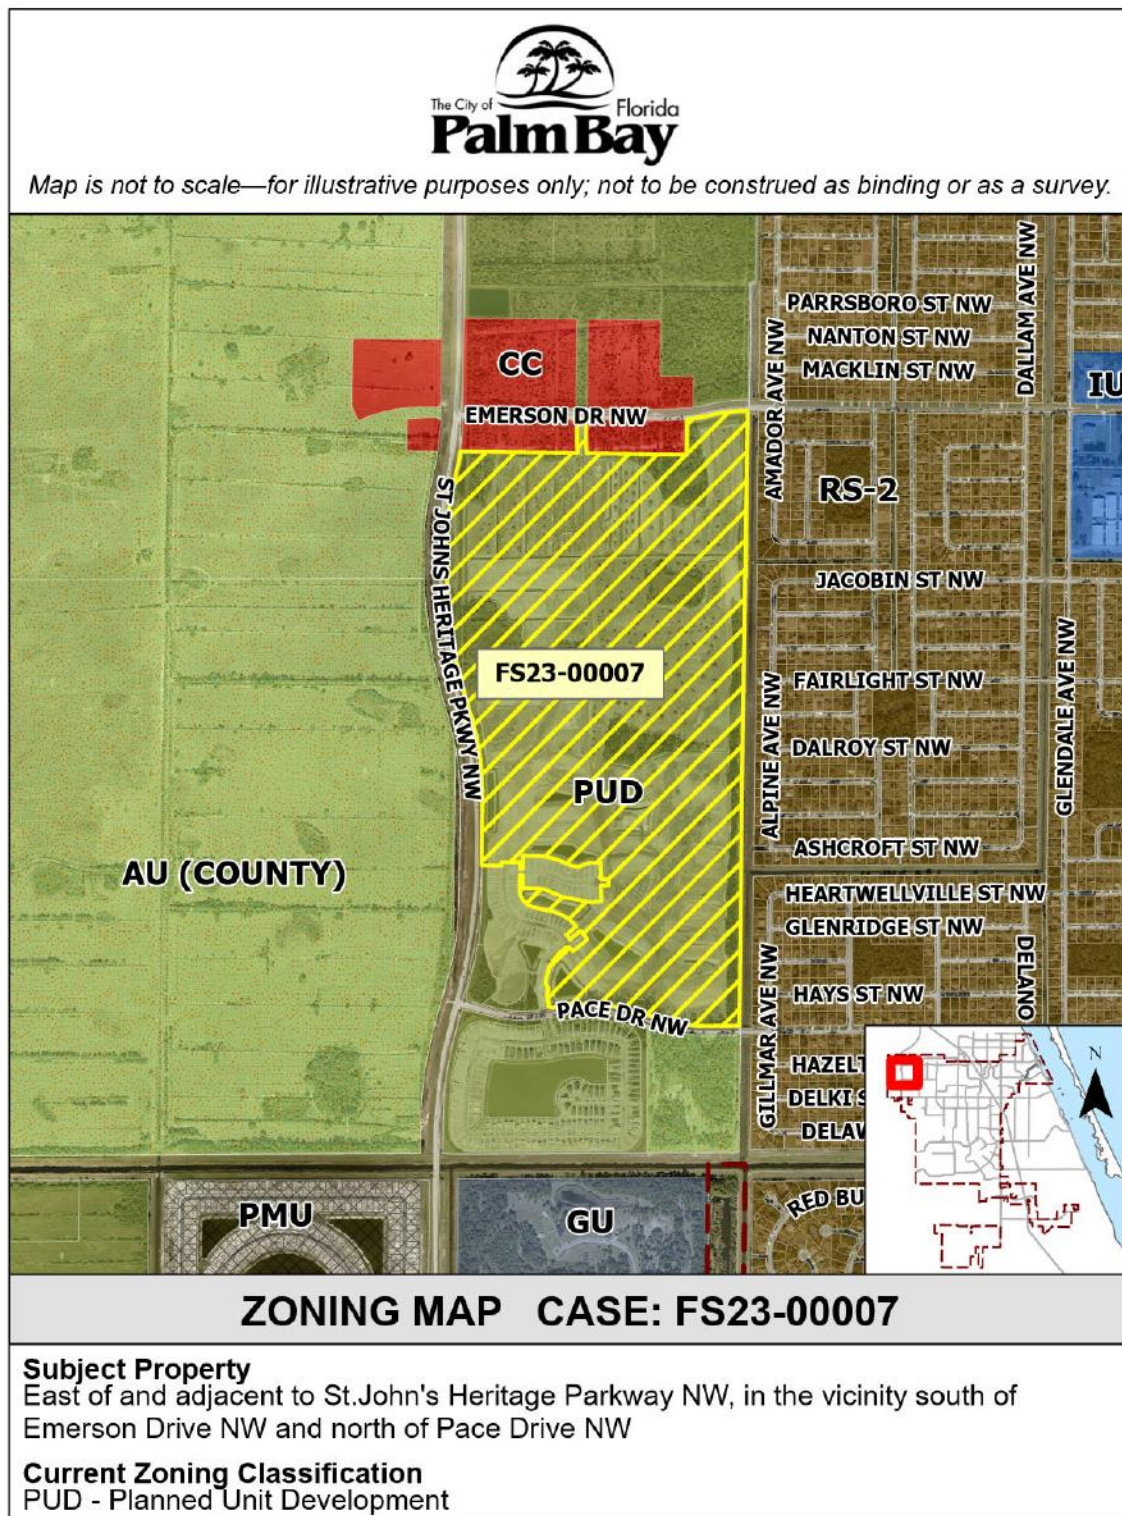 The City of Florida
Palm Bay
Map is not to scale—for illustrative purposes only; not to be construed as binding or as a survey.
PARRSBORO ST NW
NANTON ST NW
MACKLIN ST NW
DALLAM AVE NW
AMADOR AVE NW
CC
IU
EMERSON DR NW
RS-2
ST JOHNS HERITAGE PKWY NW
JACOBIN ST NW
FS23-00007
FAIRLIGHT ST NW
GLENDALE AVE NW
ALPINE AVE NW
DALROY ST NW
PUD
ASHCROFT ST NW
AU (COUNTY)
HEARTWELLVILLE ST NW
GLENRIDGE ST NW
DELANO
GILLMAR AVE NW
HAYS ST NW
PACE DR NW
HAZELT
DELKI S
DELAW
N
PMU
GU
RED BU
ZONING MAP CASE: FS23-00007
Subject Property
East of and adjacent to St.John's Heritage Parkway NW, in the vicinity south of
Emerson Drive NW and north of Pace Drive NW
Current Zoning Classification
PUD - Planned Unit Development